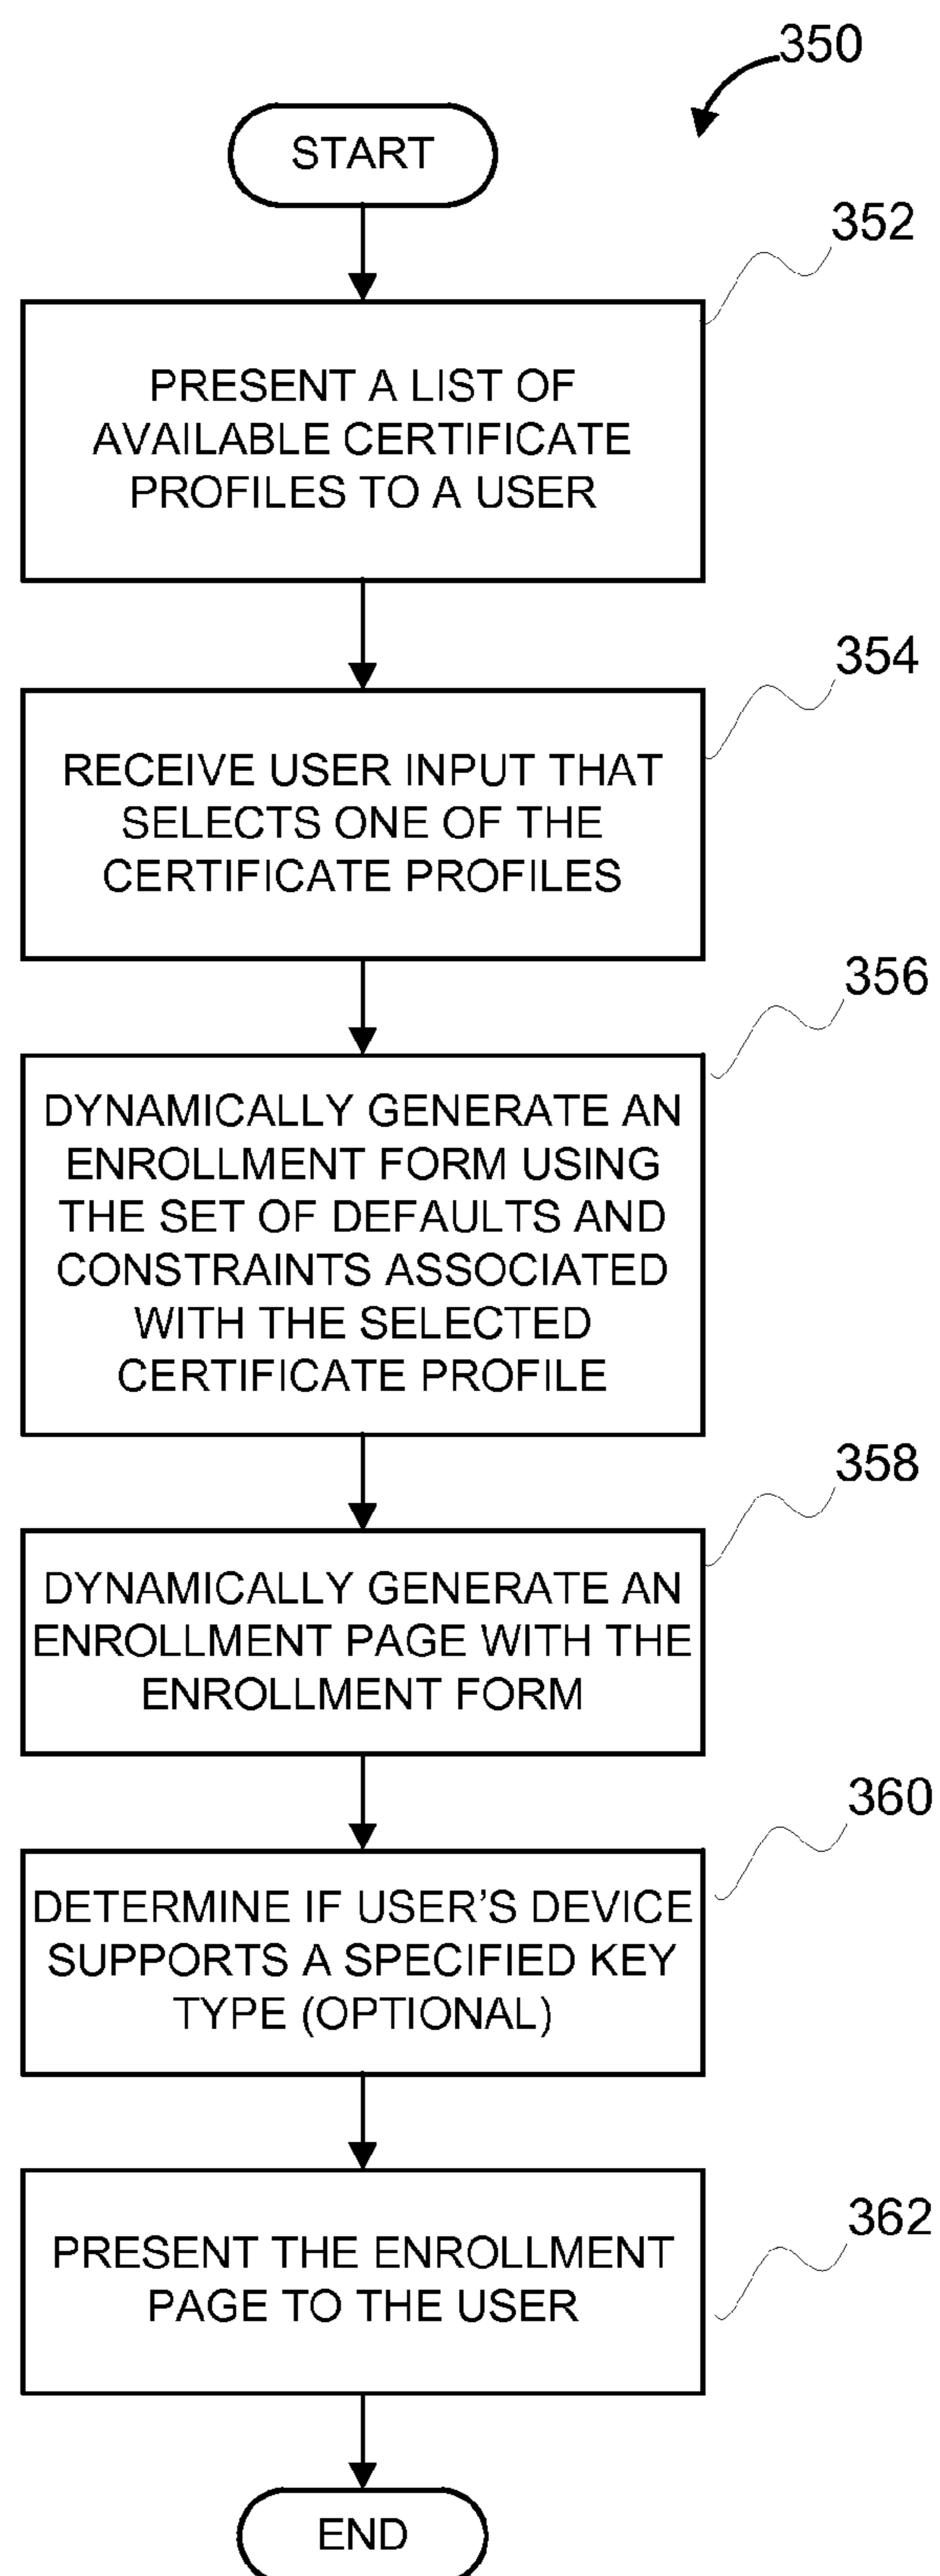 350
START
352
PRESENT A LIST OF
AVAILABLE CERTIFICATE
PROFILES TO A USER
354
RECEIVE USER INPUT THAT
SELECTS ONE OF THE
CERTIFICATE PROFILES
356
DYNAMICALLY GENERATE AN
ENROLLMENT FORM USING
THE SET OF DEFAULTS AND
CONSTRAINTS ASSOCIATED
WITH THE SELECTED
CERTIFICATE PROFILE
358
DYNAMICALLY GENERATE AN
ENROLLMENT PAGE WITH THE
ENROLLMENT FORM
360
DETERMINE IF USER'S DEVICE
SUPPORTS A SPECIFIED KEY
TYPE (OPTIONAL)
362
PRESENT THE ENROLLMENT
PAGE TO THE USER
END